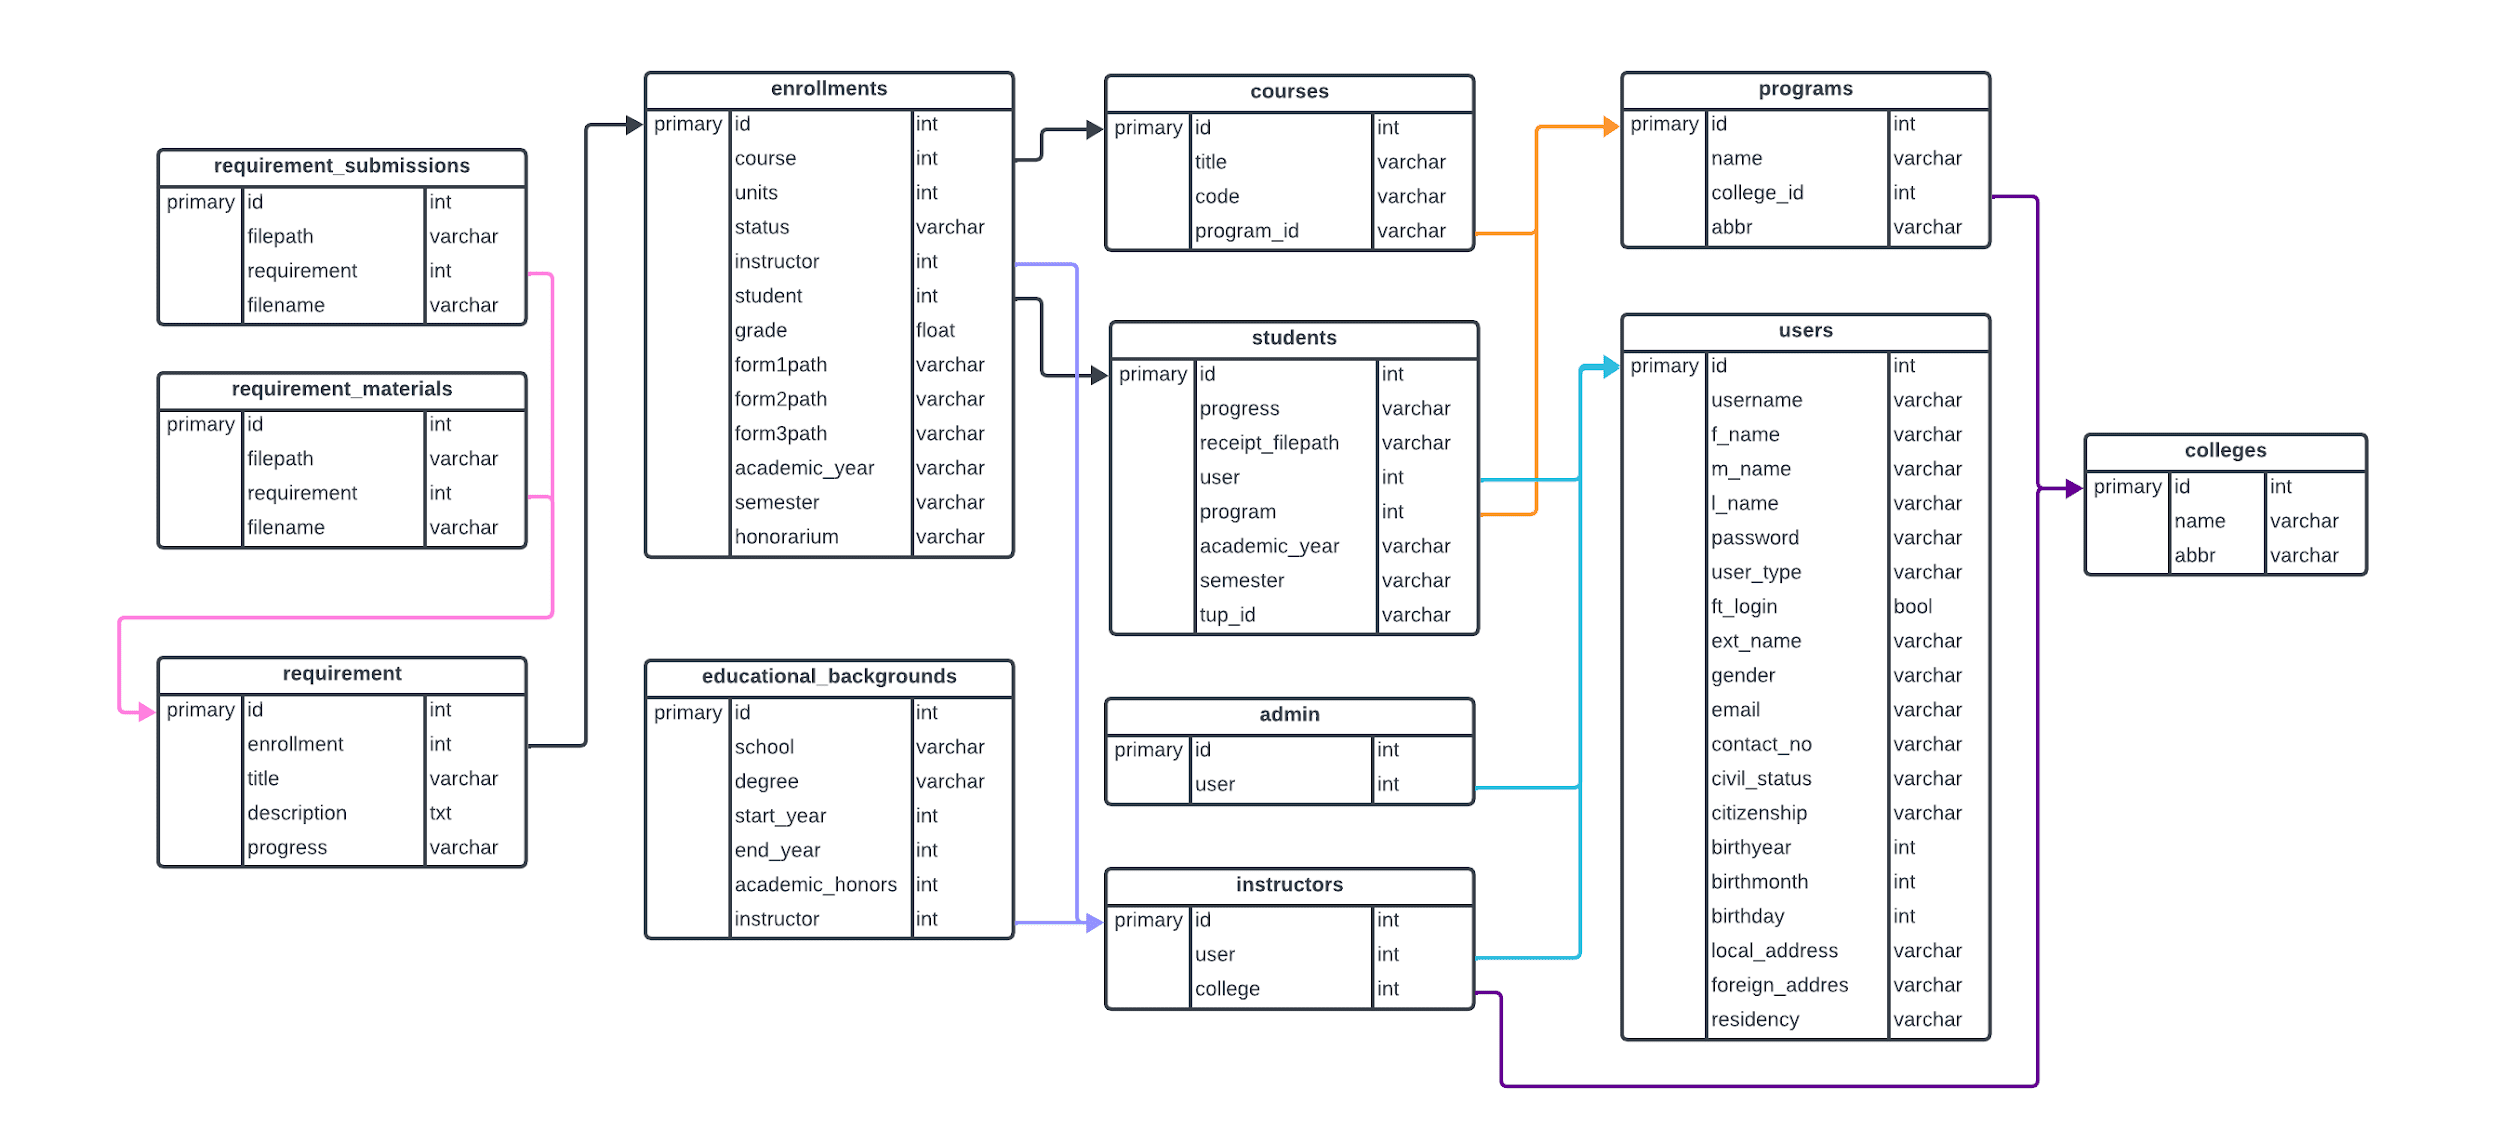 requirement_submissions
primary id int
filepath varchar
requirement int
filename varchar
requirement_materials
primary id int
filepath varchar
requirement int
filename varchar
requirement
primary id int
enrollment int
title varchar
description txt
progress varchar
enrollments
primary id int
course int
units int
status varchar
instructor int
student int
grade float
form1path varchar
form2path varchar
form3path varchar
academic_year varchar
semester varchar
honorarium varchar
educational_backgrounds
primary id int
school varchar
degree varchar
start_year int
end_year int
academic_honors int
instructor int
courses
primary id int
title varchar
code varchar
program_id varchar
students
primary id int
progress varchar
receipt_filepath varchar
user int
program int
academic_year varchar
semester varchar
tup_id varchar
admin
primary id int
user int
instructors
primary id int
user int
college int
programs
primary id int
name varchar
college_id int
abbr varchar
users
primary id int
username varchar
f_name varchar
m_name varchar
l_name varchar
password varchar
user_type varchar
ft_login bool
ext_name varchar
gender varchar
email varchar
contact_no varchar
civil_status varchar
citizenship varchar
birthyear int
birthmonth int
birthday int
local_address varchar
foreign_addres varchar
residency varchar
colleges
primary id int
name varchar
abbr varchar